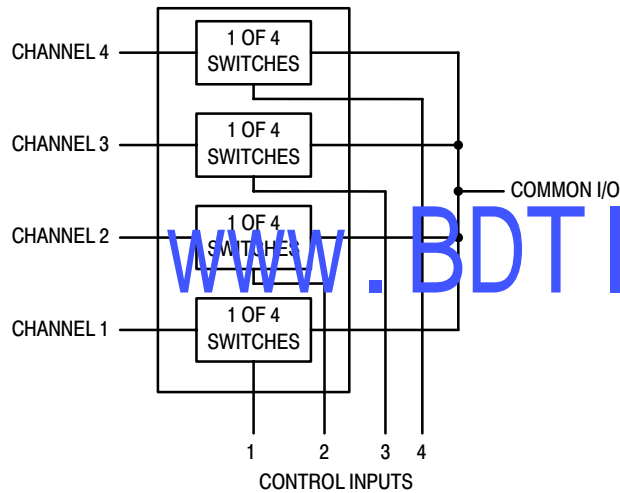 CHANNEL 4
1 OF 4
SWITCHES
CHANNEL 3
1 OF 4
SWITCHES
COMMON I/O
CHANNEL 2
1 OF 4
SWITCHES
www.BDTI
CHANNEL 1
1 OF 4
SWITCHES
1 2 3 4
CONTROL INPUTS